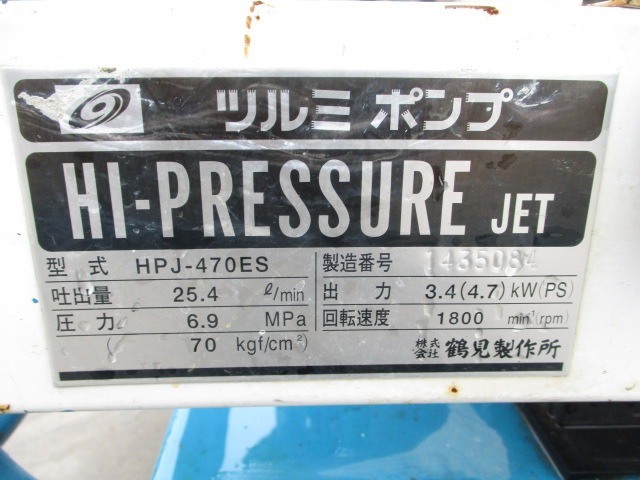 ツルミポンプ
HI-PRESSURE JET
型式 HPJ-470ES 製造番号 1435084
吐出量 25.4 ℓ/min 出力 3.4(4.7) kW(PS)
圧力 6.9 MPa 回転速度 1800 min⁻¹(rpm)
( 70 kgf/cm²) 株式会社 鶴見製作所